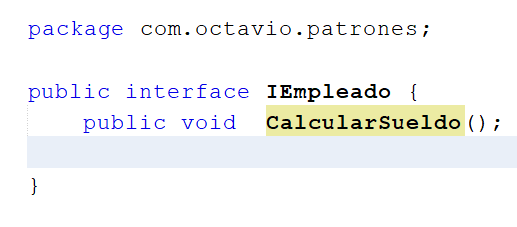 package com.octavio.patrones;
public interface IEmpleado {
public void CalcularSueldo();
}